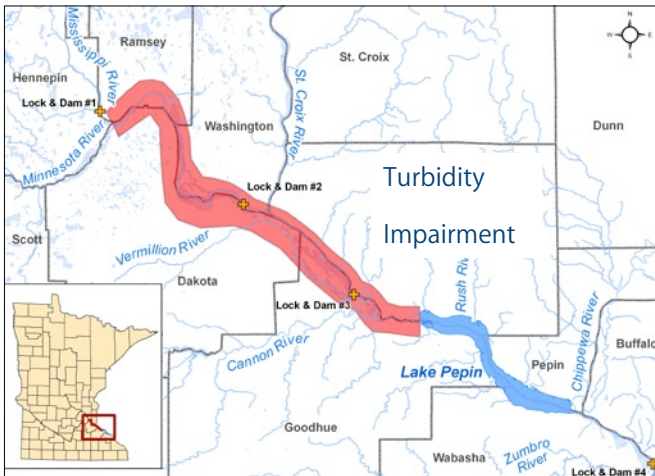 Mississippi River
Ramsey
St. Croix
N
W
E
S
Hennepin
Lock & Dam #1
St. Croix River
Washington
Dunn
Minnesota River
Turbidity
Lock & Dam #2
Impairment
Scott
Vermillion River
Dakota
Rush Riv
Lock & Dam #3
Chippewa River
Cannon River
Buffalo
Pepin
Lake Pepin
Goodhue
Wabasha
Zumbro
River
Lock & Dam #4